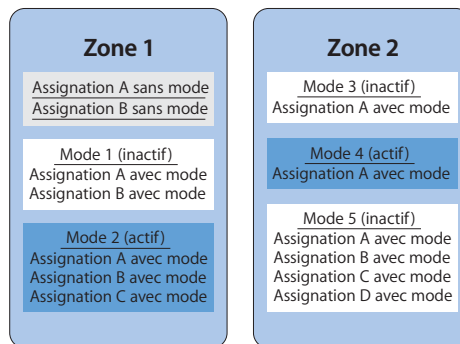 Zone 1
Assignation A sans mode
Assignation B sans mode
Mode 1 (inactif)
Assignation A avec mode
Assignation B avec mode
Mode 2 (actif)
Assignation A avec mode
Assignation B avec mode
Assignation C avec mode
Zone 2
Mode 3 (inactif)
Assignation A avec mode
Mode 4 (actif)
Assignation A avec mode
Mode 5 (inactif)
Assignation A avec mode
Assignation B avec mode
Assignation C avec mode
Assignation D avec mode